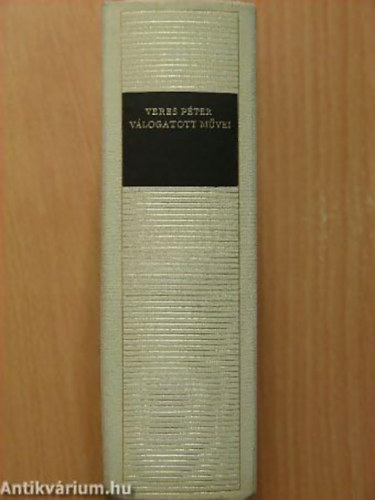 VERES PÉTER
VÁLOGATOTT MŰVEI
Antikvárium.hu